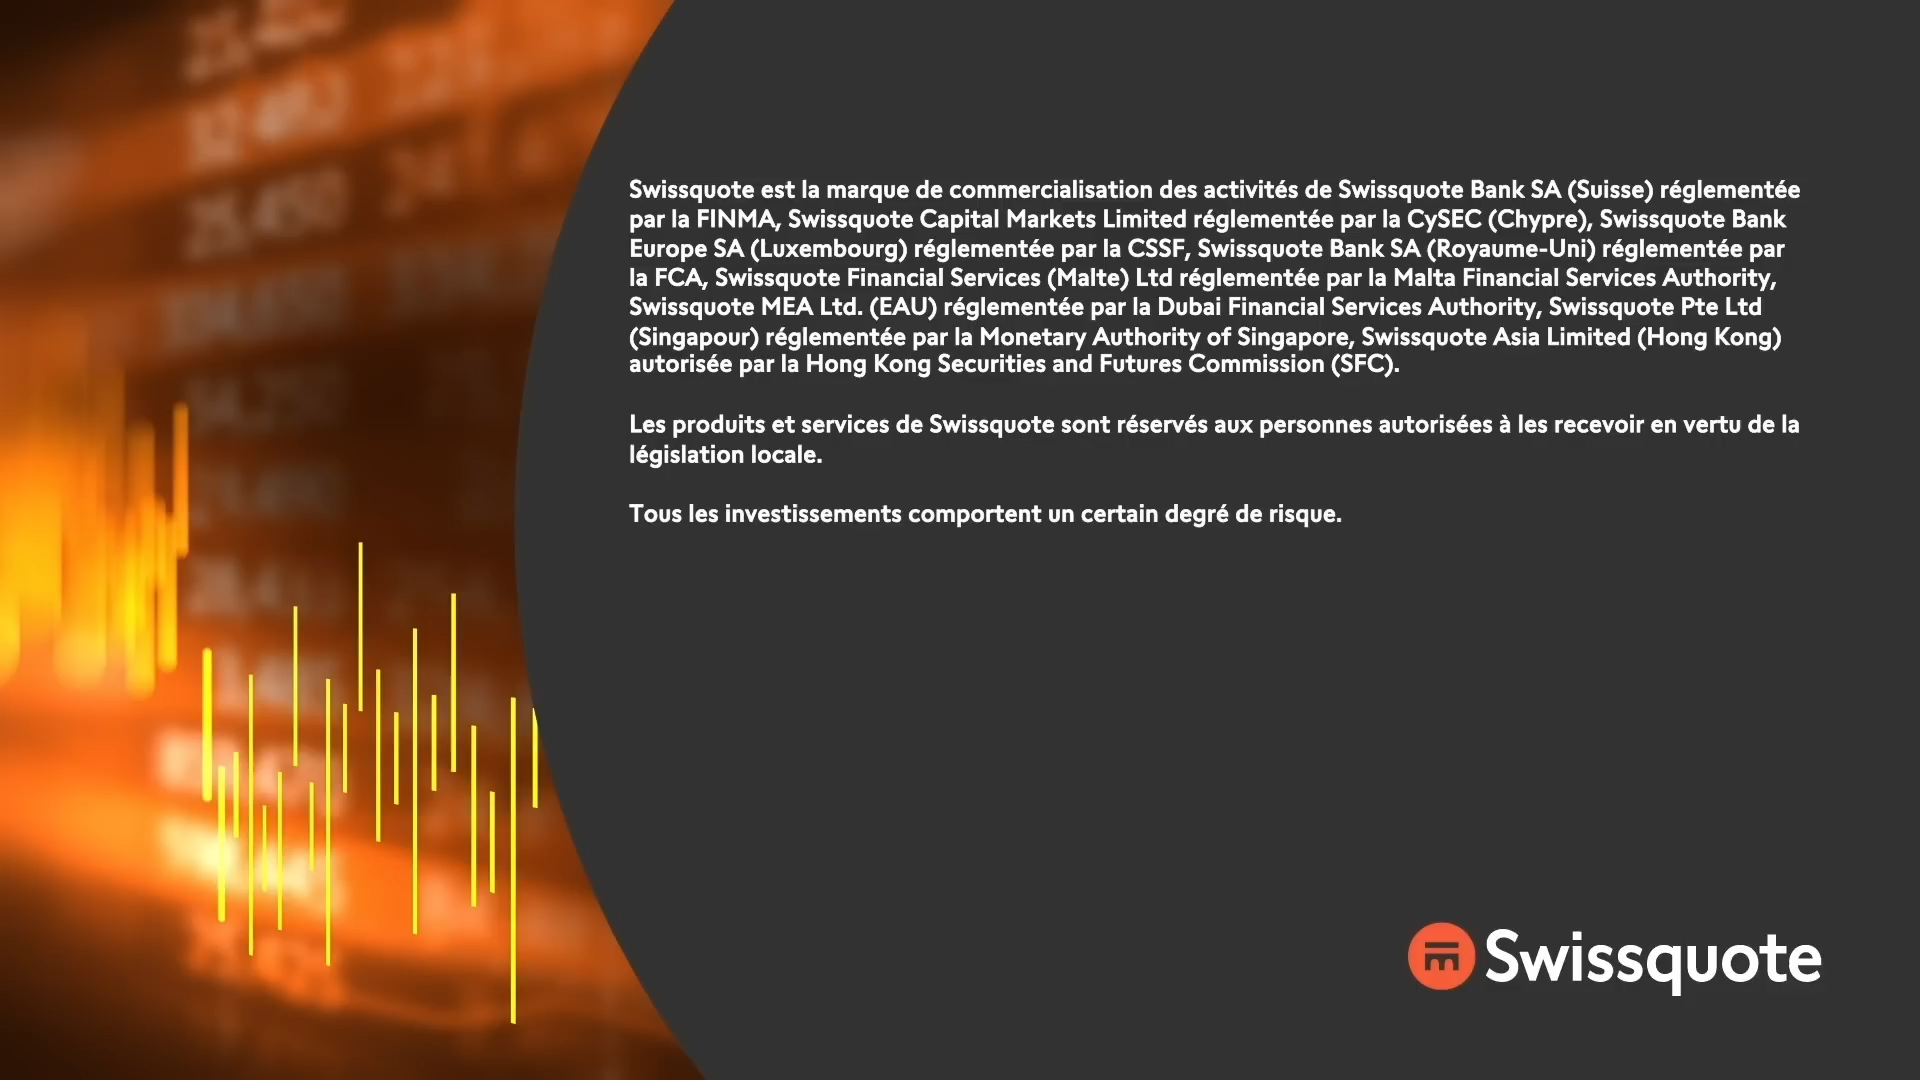 Swissquote est la marque de commercialisation des activités de Swissquote Bank SA (Suisse) réglementée
par la FINMA, Swissquote Capital Markets Limited réglementée par la CySEC (Chypre), Swissquote Bank
Europe SA (Luxembourg) réglementée par la CSSF, Swissquote Bank SA (Royaume-Uni) réglementée par
la FCA, Swissquote Financial Services (Malte) Ltd réglementée par la Malta Financial Services Authority,
Swissquote MEA Ltd. (EAU) réglementée par la Dubai Financial Services Authority, Swissquote Pte Ltd
(Singapour) réglementée par la Monetary Authority of Singapore, Swissquote Asia Limited (Hong Kong)
autorisée par la Hong Kong Securities and Futures Commission (SFC).
Les produits et services de Swissquote sont réservés aux personnes autorisées à les recevoir en vertu de la
législation locale.
Tous les investissements comportent un certain degré de risque.
Swissquote